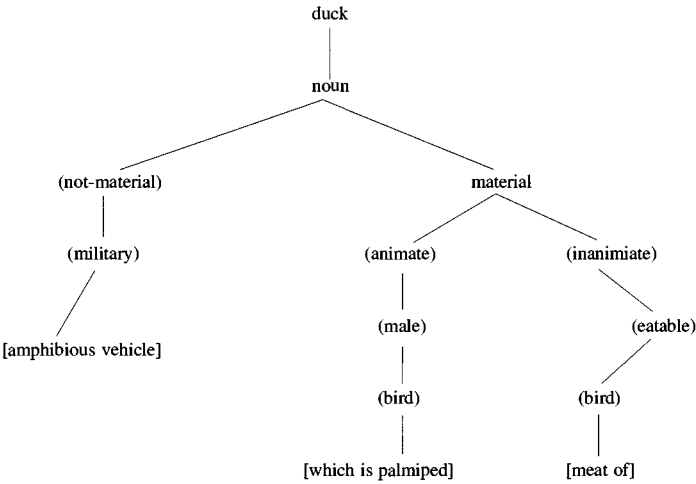 duck
noun
(not-material) material
(military) (animate) (inanimiate)
(male) (eatable)
[amphibious vehicle]
(bird) (bird)
[which is palmiped] [meat of]